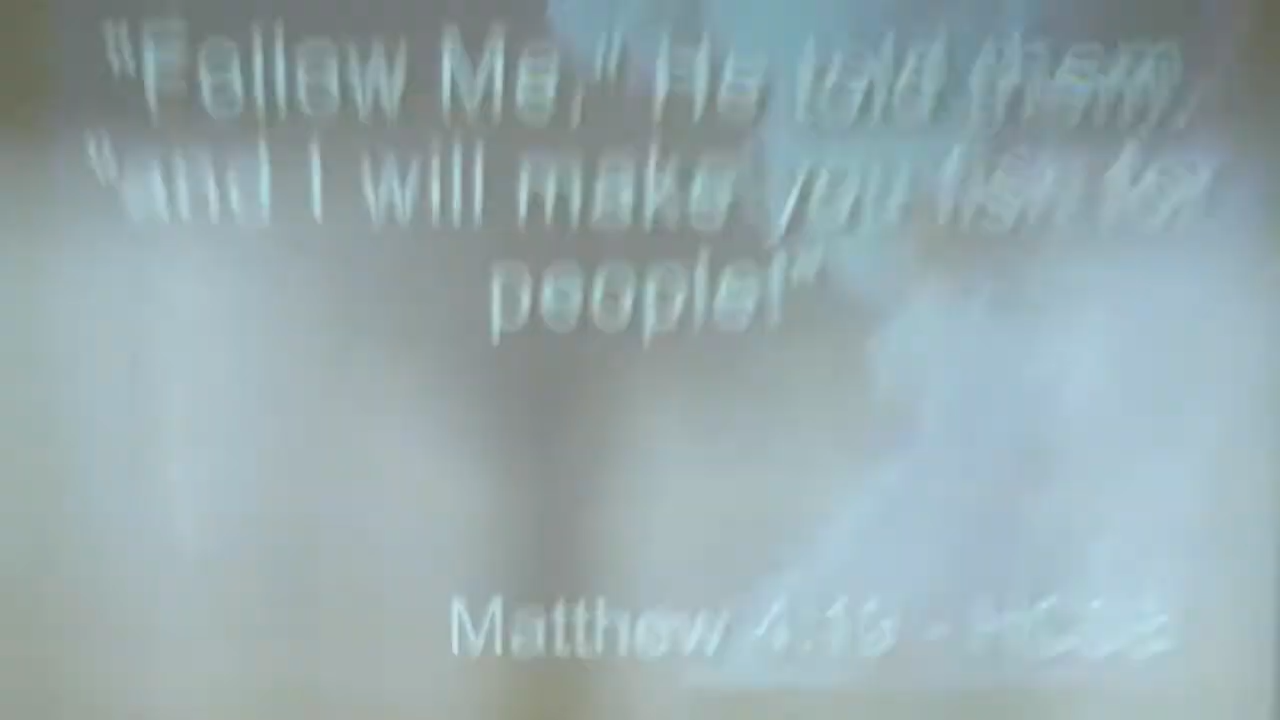 "Follow Me," He told them,
"and I will make you fish for
people!"
Matthew 4:19 - HCSB